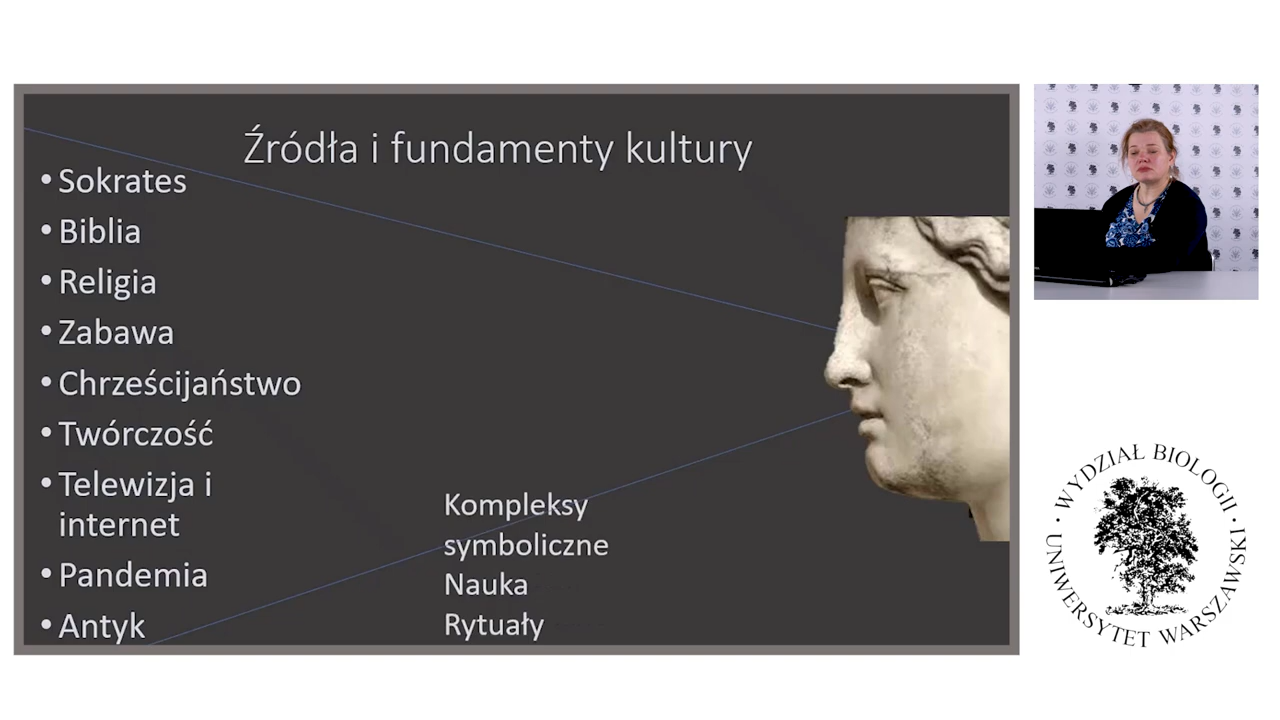 Źródła i fundamenty kultury
• Sokrates
• Biblia
• Religia
• Zabawa
• Chrześcijaństwo
• Twórczość
• Telewizja i
internet
• Pandemia
• Antyk
Kompleksy
symboliczne
Nauka
Rytuały
• WYDZIAŁ BIOLOGII •
UNIWERSYTET WARSZAWSKI